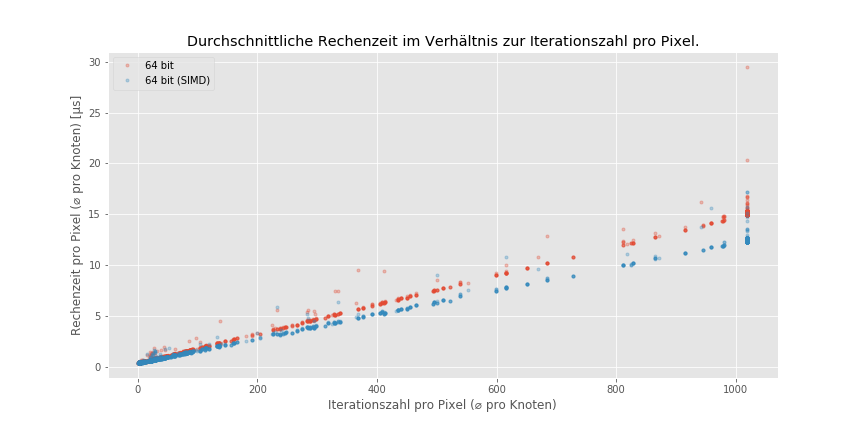 Durchschnittliche Rechenzeit im Verhältnis zur Iterationszahl pro Pixel.
64 bit
64 bit (SIMD)
Rechenzeit pro Pixel (⌀ pro Knoten) [µs]
30
25
20
15
10
5
0
0 200 400 600 800 1000
Iterationszahl pro Pixel (⌀ pro Knoten)